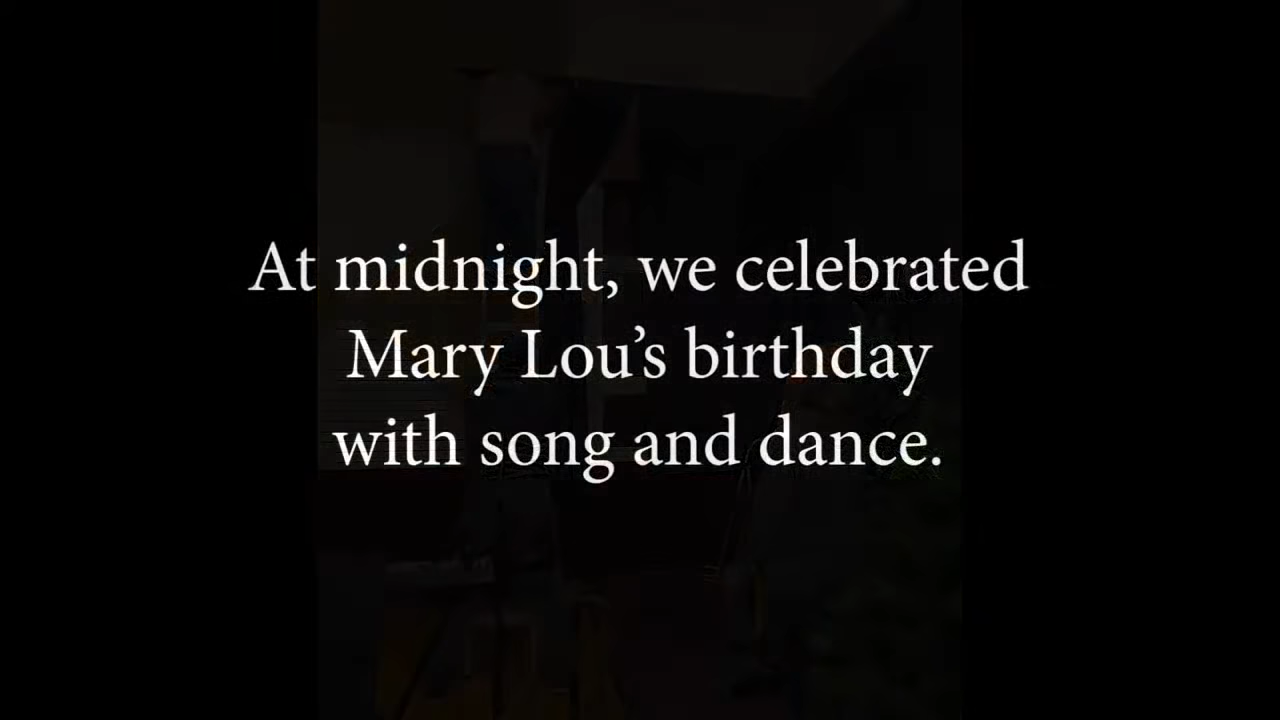 At midnight, we celebrated
Mary Lou’s birthday
with song and dance.